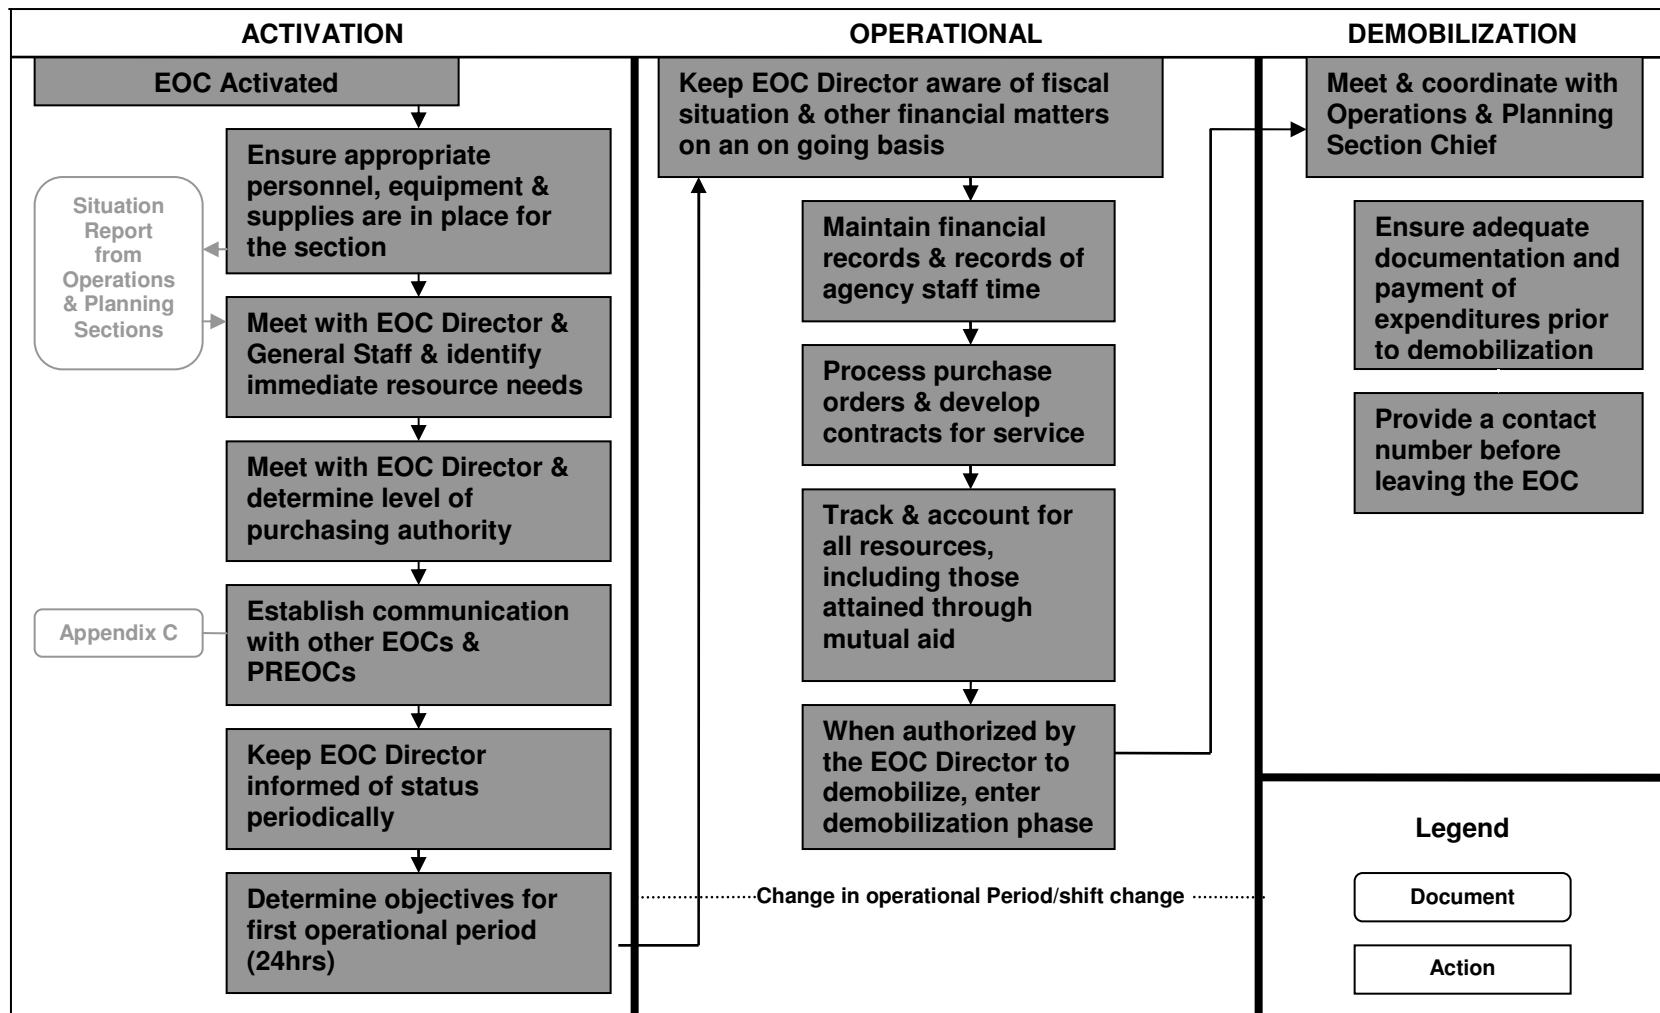 ACTIVATION
OPERATIONAL
DEMOBILIZATION
EOC Activated
Ensure appropriate
personnel, equipment &
supplies are in place for
the section
Situation
Report
from
Operations
& Planning
Sections
Meet with EOC Director &
General Staff & identify
immediate resource needs
Meet with EOC Director &
determine level of
purchasing authority
Establish communication
with other EOCs &
PREOCs
Appendix C
Keep EOC Director
informed of status
periodically
Determine objectives for
first operational period
(24hrs)
Keep EOC Director aware of fiscal
situation & other financial matters
on an on going basis
Maintain financial
records & records of
agency staff time
Process purchase
orders & develop
contracts for service
Track & account for
all resources,
including those
attained through
mutual aid
When authorized by
the EOC Director to
demobilize, enter
demobilization phase
Change in operational Period/shift change
Meet & coordinate with
Operations & Planning
Section Chief
Ensure adequate
documentation and
payment of
expenditures prior
to demobilization
Provide a contact
number before
leaving the EOC
Legend
Document
Action